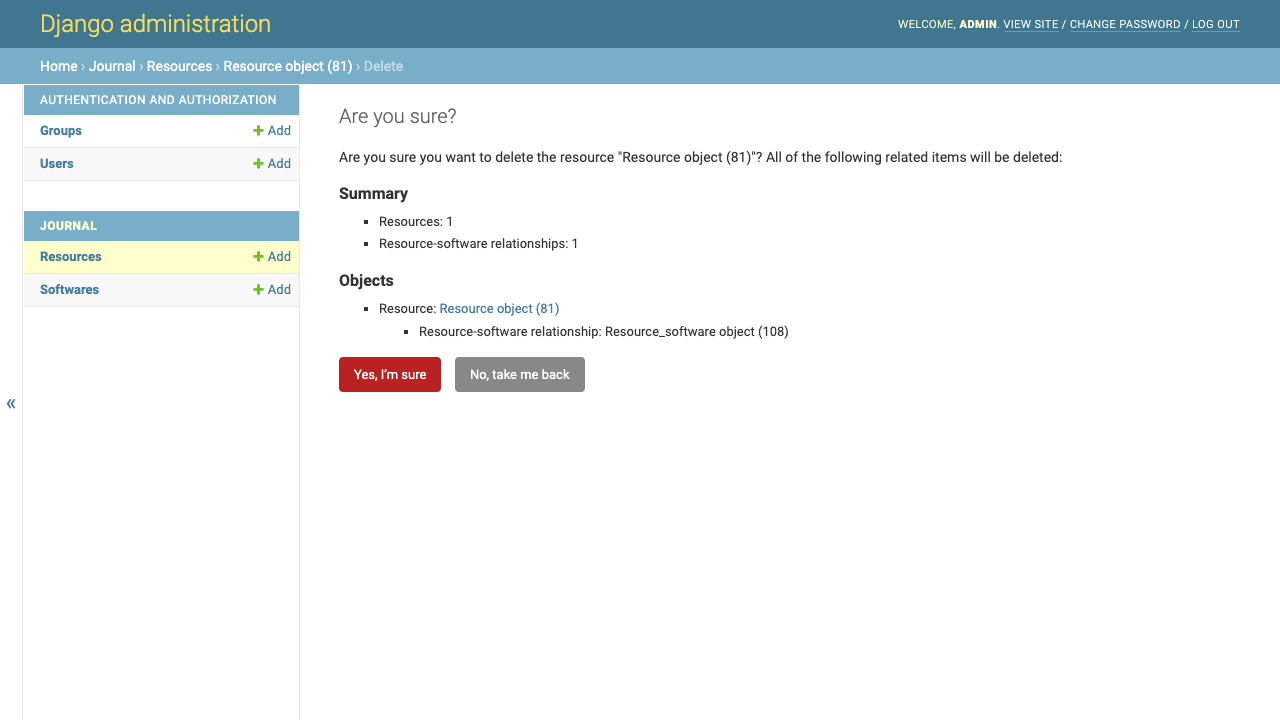 Django administration
WELCOME, ADMIN. VIEW SITE / CHANGE PASSWORD / LOG OUT
Home › Journal › Resources › Resource object (81) › Delete
AUTHENTICATION AND AUTHORIZATION
Groups Add
Users Add
JOURNAL
Resources Add
Softwares Add
«
Are you sure?
Are you sure you want to delete the resource "Resource object (81)"? All of the following related items will be deleted:
Summary
Resources: 1
Resource-software relationships: 1
Objects
Resource: Resource object (81)
Resource-software relationship: Resource_software object (108)
Yes, I’m sure
No, take me back